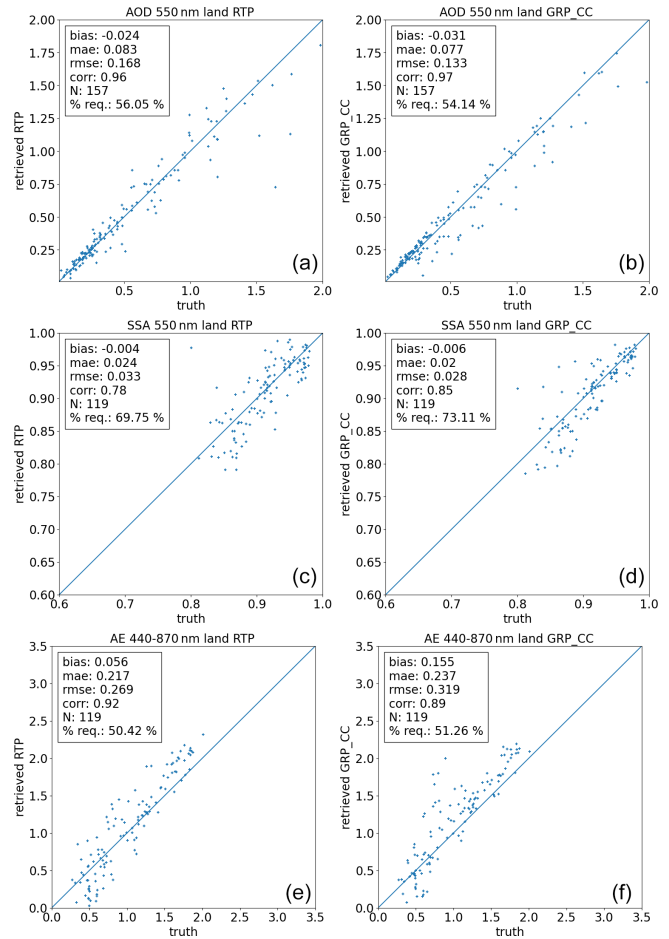 AOD 550 nm land RTP
bias: -0.024
mae: 0.083
rmse: 0.168
corr: 0.96
N: 157
% req.: 56.05 %
2.00
1.75
1.50
1.25
1.00
0.75
0.50
0.25
retrieved RTP
(a)
0.5
1.0
1.5
2.0
truth
AOD 550 nm land GRP_CC
bias: -0.031
mae: 0.077
rmse: 0.133
corr: 0.97
N: 157
% req.: 54.14 %
2.00
1.75
1.50
1.25
1.00
0.75
0.50
0.25
retrieved GRP_CC
(b)
0.5
1.0
1.5
2.0
truth
SSA 550 nm land RTP
bias: -0.004
mae: 0.024
rmse: 0.033
corr: 0.78
N: 119
% req.: 69.75 %
1.00
0.95
0.90
0.85
0.80
0.75
0.70
0.65
0.60
retrieved RTP
(c)
0.6
0.7
0.8
0.9
1.0
truth
SSA 550 nm land GRP_CC
bias: -0.006
mae: 0.02
rmse: 0.028
corr: 0.85
N: 119
% req.: 73.11 %
1.00
0.95
0.90
0.85
0.80
0.75
0.70
0.65
0.60
retrieved GRP_CC
(d)
0.6
0.7
0.8
0.9
1.0
truth
AE 440-870 nm land RTP
bias: 0.056
mae: 0.217
rmse: 0.269
corr: 0.92
N: 119
% req.: 50.42 %
3.5
3.0
2.5
2.0
1.5
1.0
0.5
0.0
retrieved RTP
(e)
0.0
0.5
1.0
1.5
2.0
2.5
3.0
3.5
truth
AE 440-870 nm land GRP_CC
bias: 0.155
mae: 0.237
rmse: 0.319
corr: 0.89
N: 119
% req.: 51.26 %
3.5
3.0
2.5
2.0
1.5
1.0
0.5
0.0
retrieved GRP_CC
(f)
0.0
0.5
1.0
1.5
2.0
2.5
3.0
3.5
truth